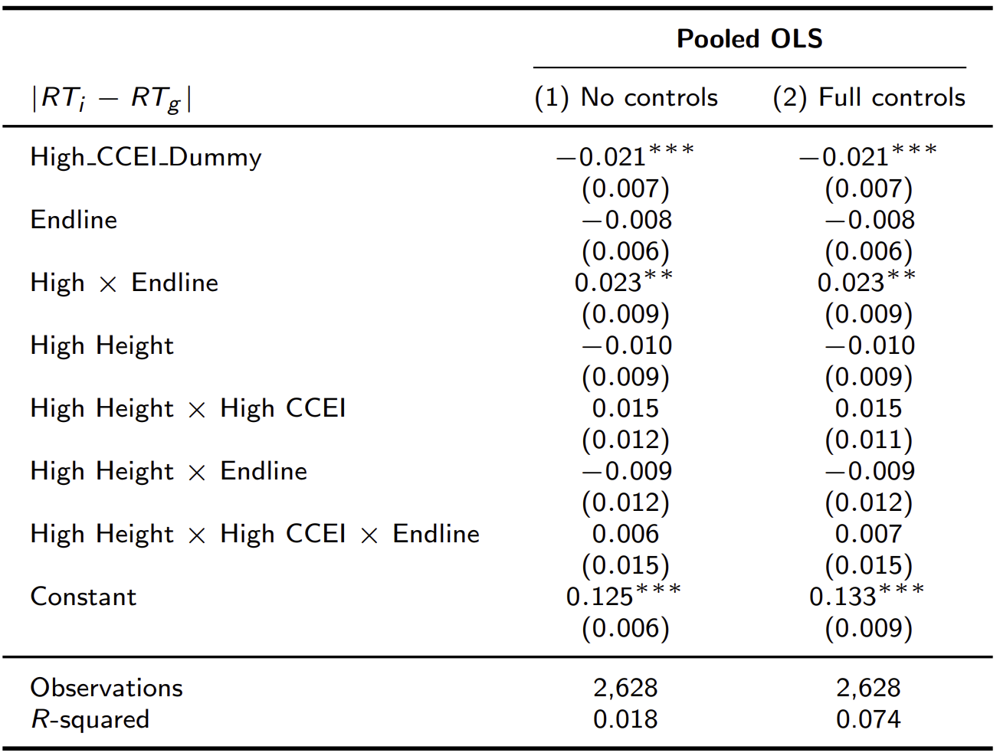 Pooled OLS
|RT_i − RT_g| (1) No controls (2) Full controls
High_CCEI_Dummy −0.021*** −0.021***
(0.007) (0.007)
Endline −0.008 −0.008
(0.006) (0.006)
High × Endline 0.023** 0.023**
(0.009) (0.009)
High Height −0.010 −0.010
(0.009) (0.009)
High Height × High CCEI 0.015 0.015
(0.012) (0.011)
High Height × Endline −0.009 −0.009
(0.012) (0.012)
High Height × High CCEI × Endline 0.006 0.007
(0.015) (0.015)
Constant 0.125*** 0.133***
(0.006) (0.009)
Observations 2,628 2,628
R-squared 0.018 0.074